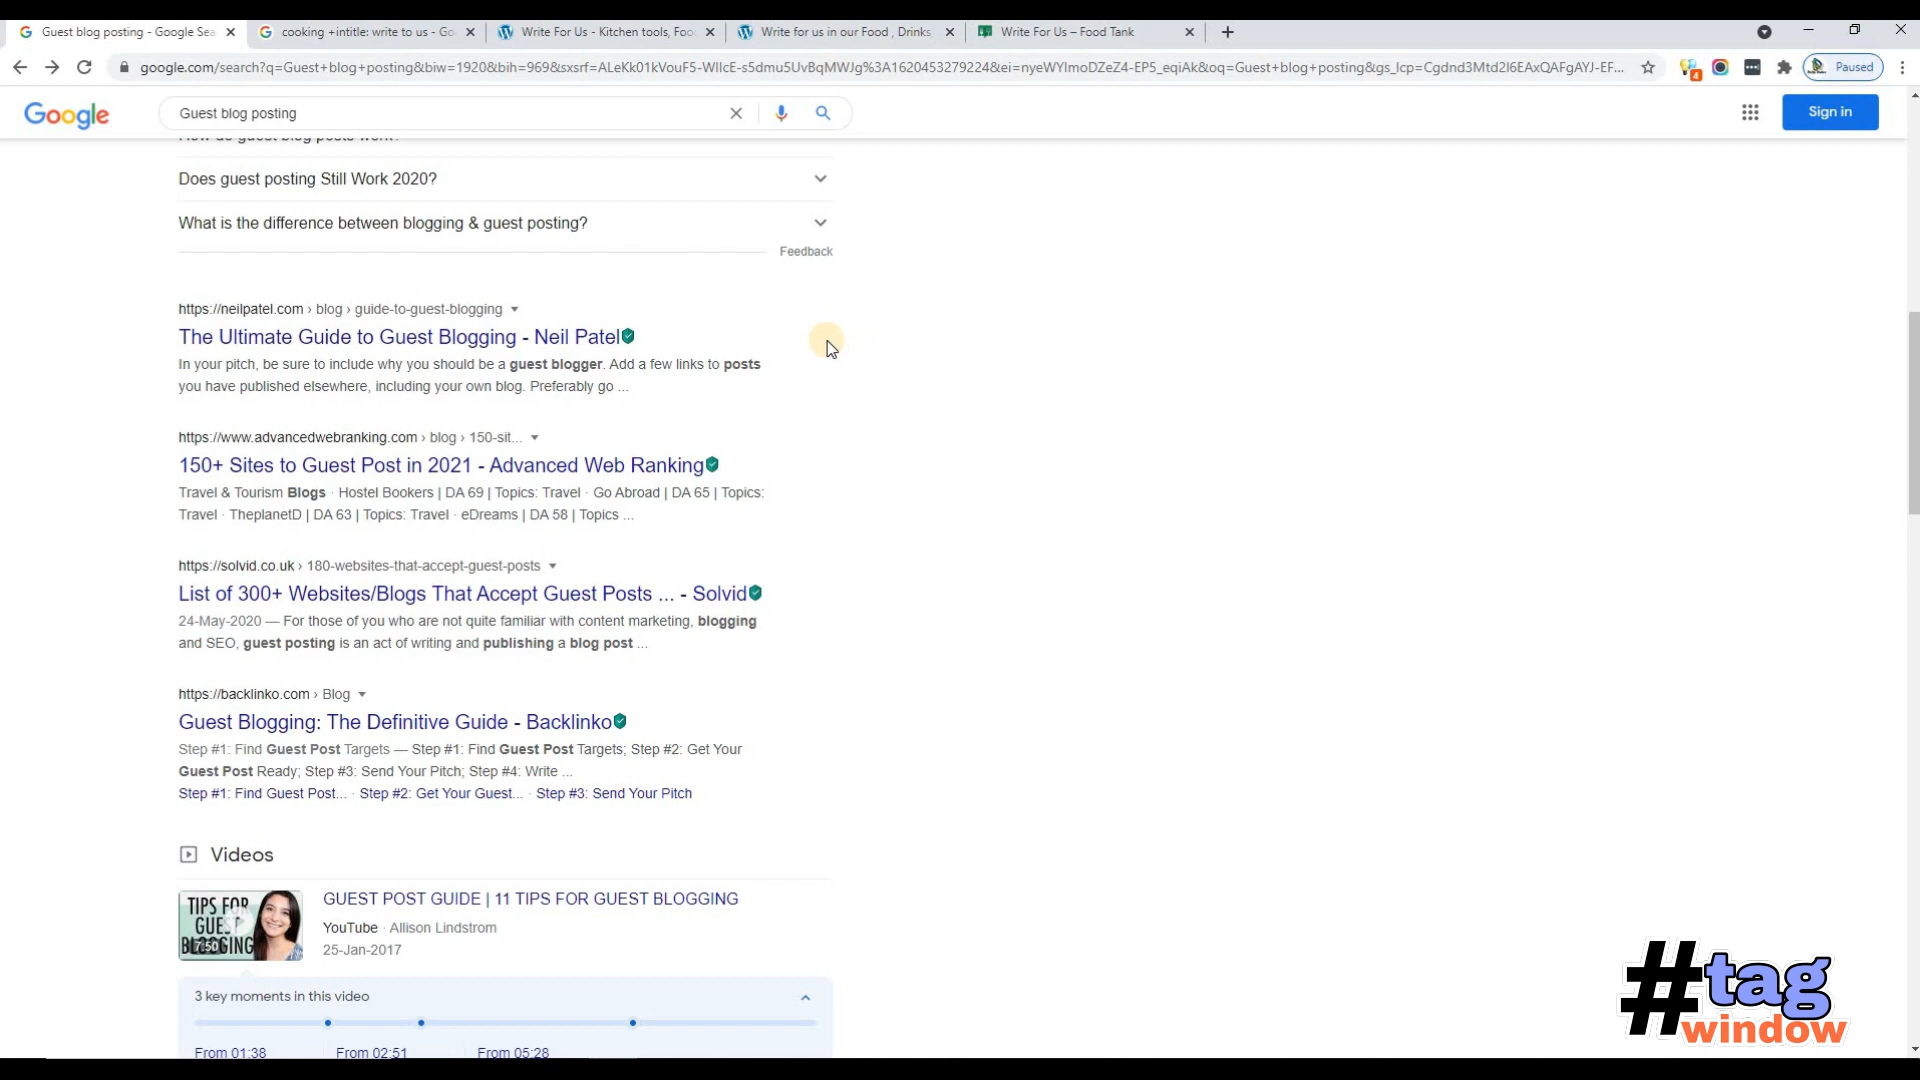 Guest blog posting - Google Sea
cooking +intitle: write to us - Go
Write For Us - Kitchen tools, Foo
Write for us in our Food , Drinks,
Write For Us – Food Tank
google.com/search?q=Guest+blog+posting&biw=1920&bih=969&sxsrf=ALeKk01kVouF5-WIIcE-s5dmu5UvBqMWJg%3A1620453279224&ei=nyeWYImoDZeZ4-EP5_eqiAk&oq=Guest+blog+posting&gs_lcp=Cgdnd3Mtd2l6EAxQAFgAYJ-EF...
4
Paused
Google
Guest blog posting
Sign in
How do guest blog posts work?
Does guest posting Still Work 2020?
What is the difference between blogging & guest posting?
Feedback
https://neilpatel.com › blog › guide-to-guest-blogging
The Ultimate Guide to Guest Blogging - Neil Patel
In your pitch, be sure to include why you should be a guest blogger. Add a few links to posts
you have published elsewhere, including your own blog. Preferably go ...
https://www.advancedwebranking.com › blog › 150-sit...
150+ Sites to Guest Post in 2021 - Advanced Web Ranking
Travel & Tourism Blogs · Hostel Bookers | DA 69 | Topics: Travel · Go Abroad | DA 65 | Topics:
Travel · TheplanetD | DA 63 | Topics: Travel · eDreams | DA 58 | Topics ...
https://solvid.co.uk › 180-websites-that-accept-guest-posts
List of 300+ Websites/Blogs That Accept Guest Posts ... - Solvid
24-May-2020 — For those of you who are not quite familiar with content marketing, blogging
and SEO, guest posting is an act of writing and publishing a blog post ...
https://backlinko.com › Blog
Guest Blogging: The Definitive Guide - Backlinko
Step #1: Find Guest Post Targets — Step #1: Find Guest Post Targets; Step #2: Get Your
Guest Post Ready; Step #3: Send Your Pitch; Step #4: Write ...
Step #1: Find Guest Post... · Step #2: Get Your Guest... · Step #3: Send Your Pitch
Videos
TIPS FOR
GUEST
BLOGGING
7:50
GUEST POST GUIDE | 11 TIPS FOR GUEST BLOGGING
YouTube · Allison Lindstrom
25-Jan-2017
3 key moments in this video
From 01:38
From 02:51
From 05:28
#tag
window